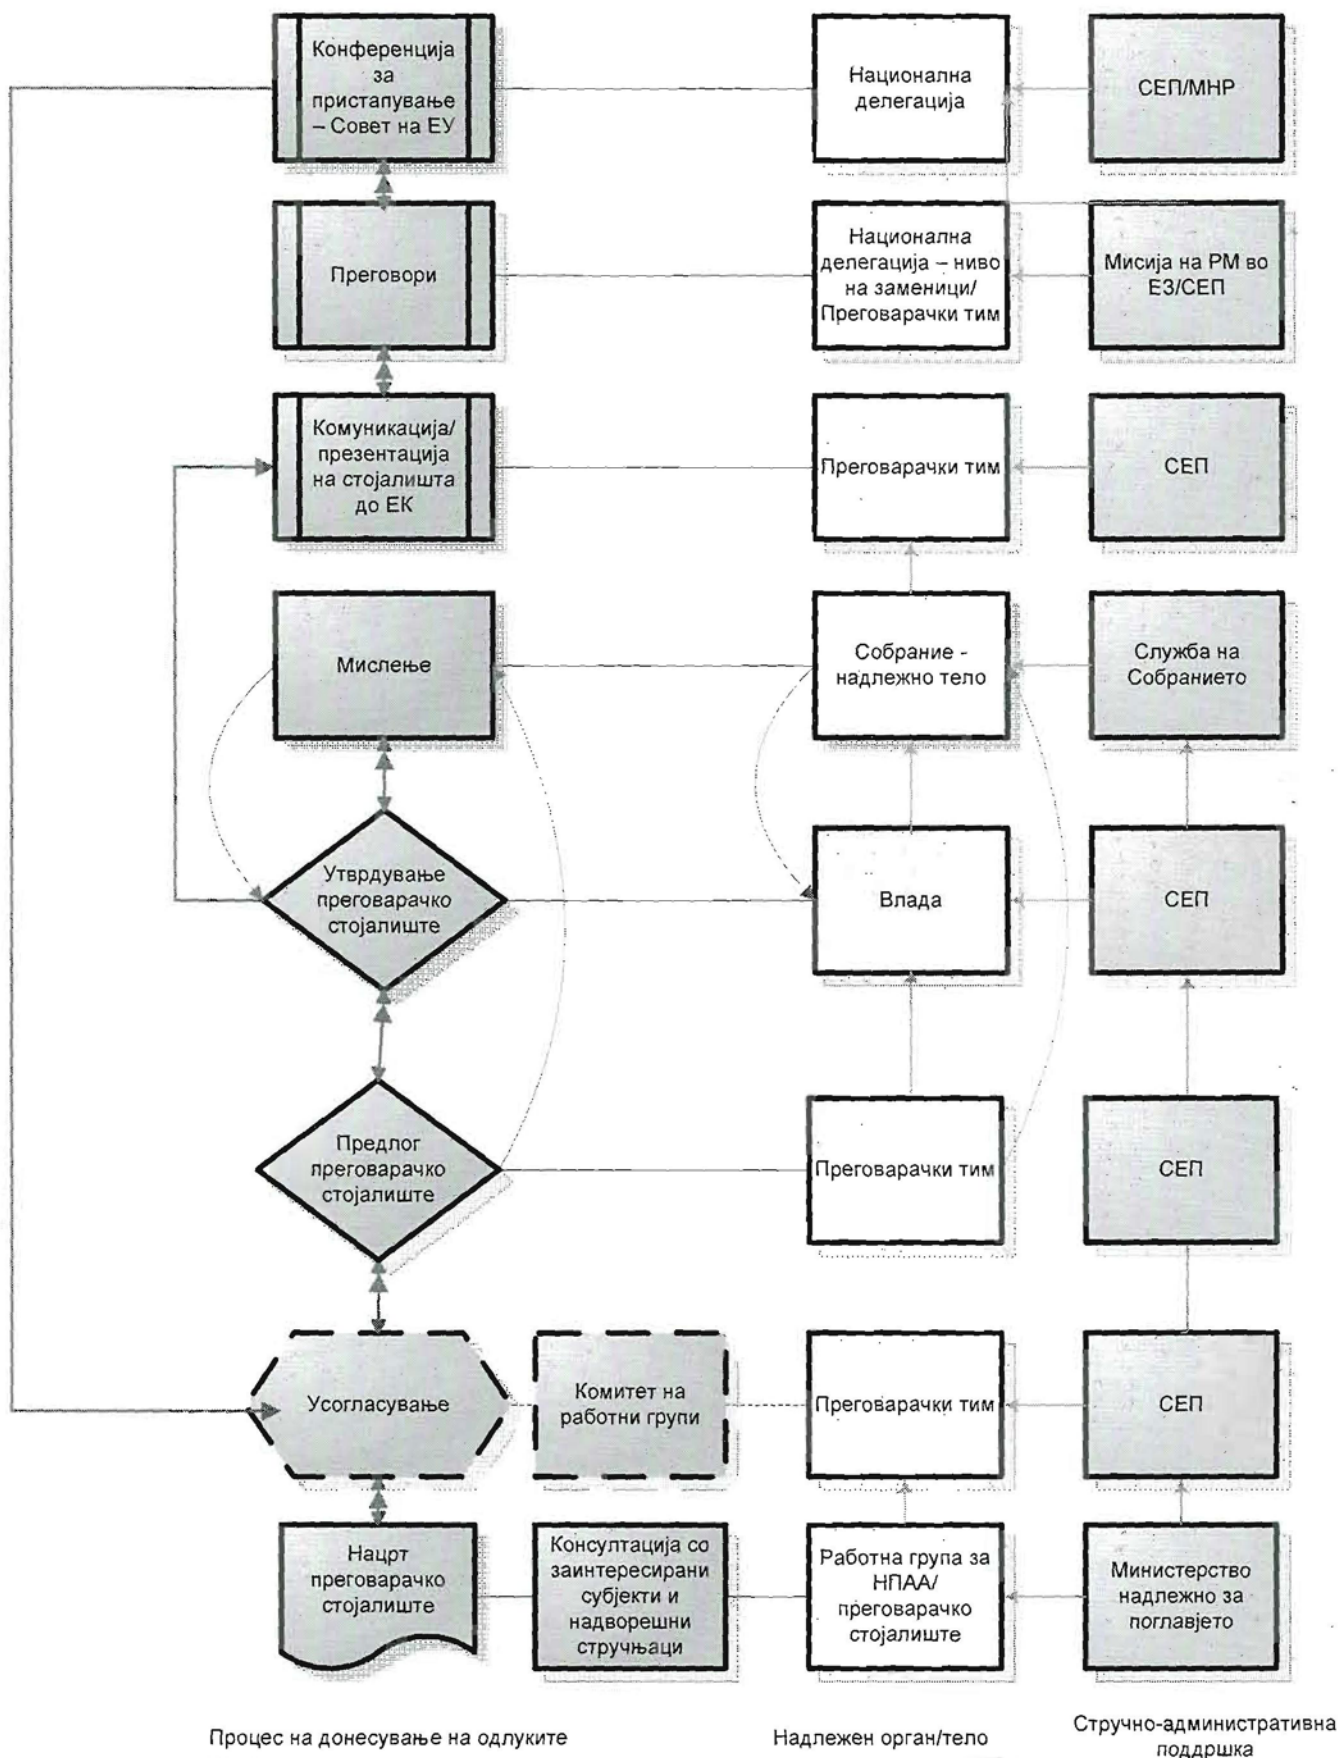 Конференција
за
пристапување
– Совет на ЕУ
Национална
делегација
СЕП/МНР
Преговори
Национална
делегација – ниво
на заменици/
Преговарачки тим
Мисија на РМ во
ЕЗ/СЕП
Комуникација/
презентација
на стојалишта
до ЕК
Преговарачки тим
СЕП
Мислење
Собрание -
надлежно тело
Служба на
Собранието
Утврдување
преговарачко
стојалиште
Влада
СЕП
Предлог
преговарачко
стојалиште
Преговарачки тим
СЕП
Усогласување
Комитет на
работни групи
Преговарачки тим
СЕП
Нацрт
преговарачко
стојалиште
Консултација со
заинтересирани
субјекти и
надворешни
стручњаци
Работна група за
НПАА/
преговарачко
стојалиште
Министерство
надлежно за
поглавјето
Процес на донесување на одлуките
Надлежен орган/тело
Стручно-административна
поддршка